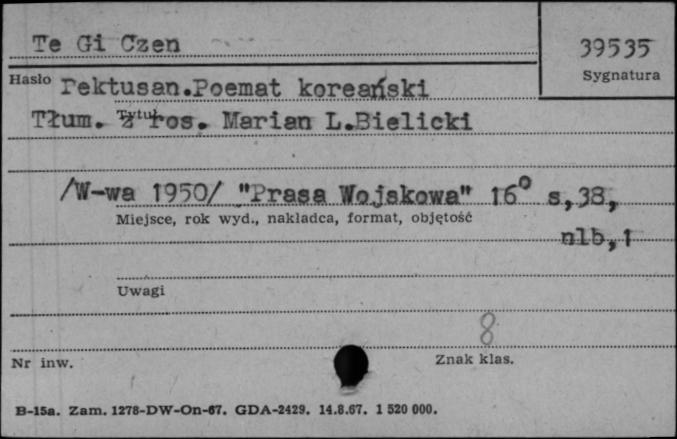 Te Gi Czen
39535
Sygnatura
Hasło
Pektusan.Poemat koreański
Tytuł
Tłum. z ros. Marian L.Bielicki
/W-wa 1950/ "Prasa Wojskowa" 16° s,38,
Miejsce, rok wyd., nakładca, format, objętość
nlb,1
Uwagi
8
Nr inw.
Znak klas.
B-15a. Zam. 1278-DW-On-67. GDA-2429. 14.8.67. 1 520 000.